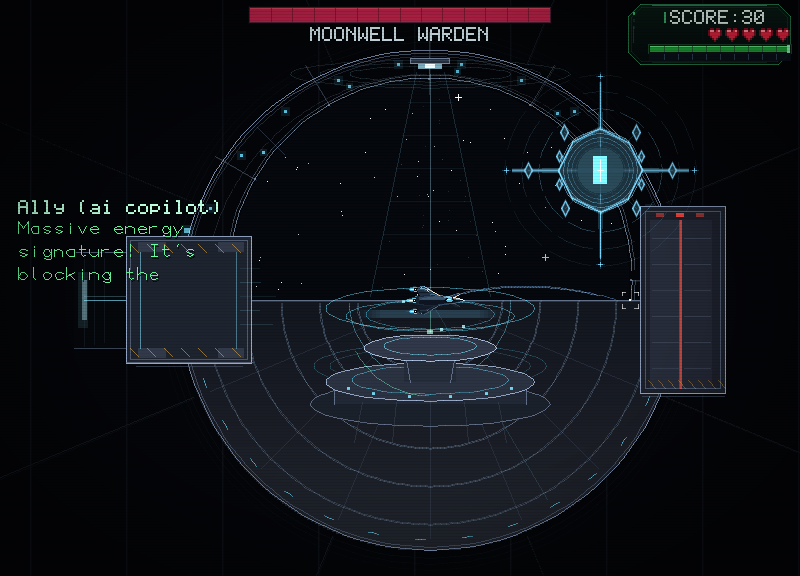 SCORE:30
MOONWELL WARDEN
Ally (ai copilot)
Massive energy
signature! It's
blocking the